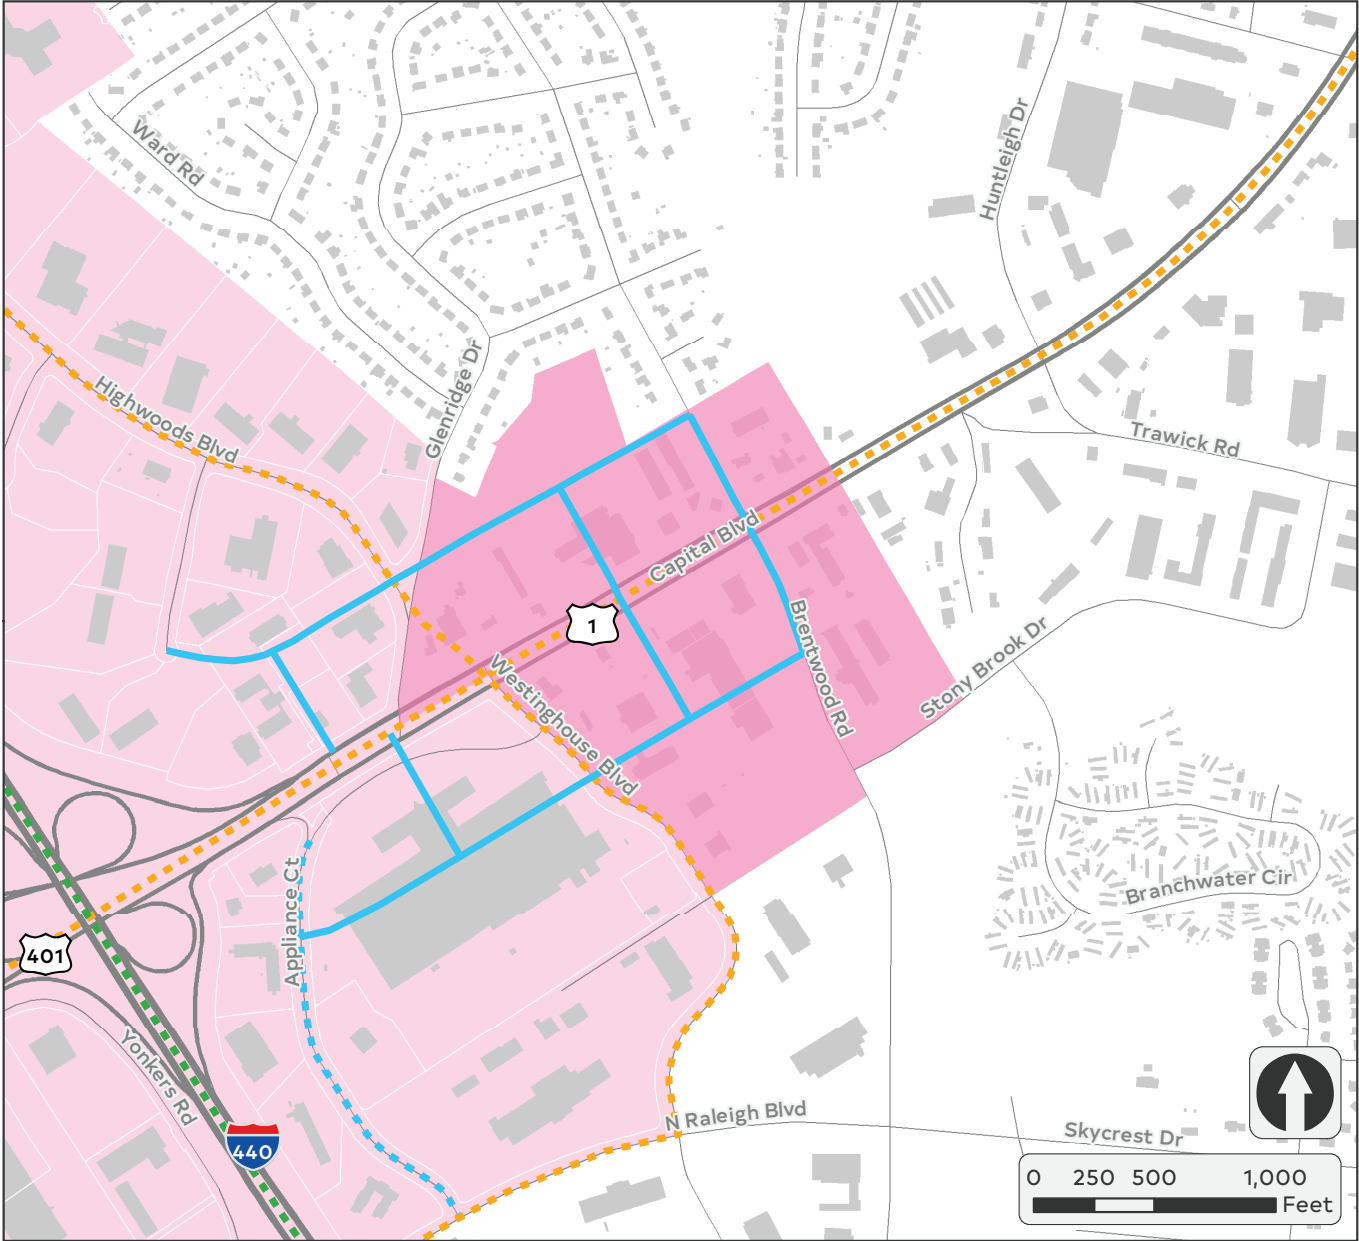 Ward Rd
Huntleigh Dr
Glenridge Dr
Highwoods Blvd
Trawick Rd
Capital Blvd
1
Brentwood Rd
Stony Brook Dr
Westinghouse Blvd
Appliance Ct
Branchwater Cir
401
Yonkers Rd
N Raleigh Blvd
Skycrest Dr
440
0 250 500 1,000
Feet